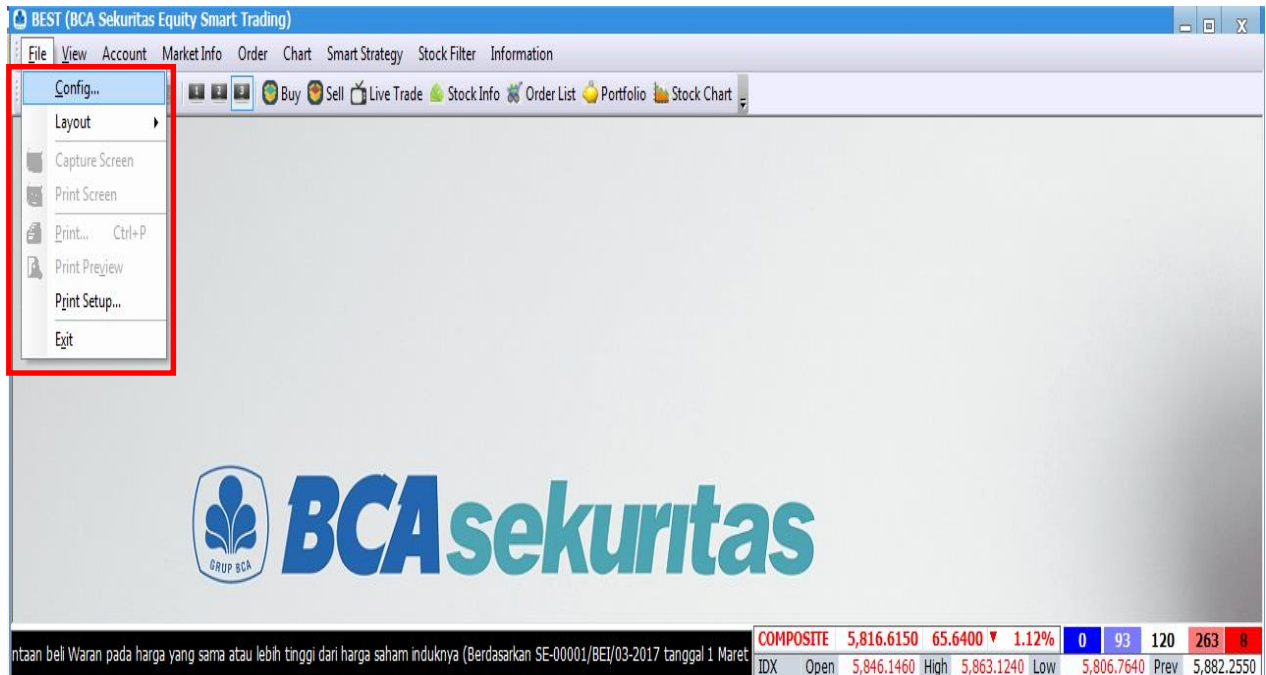 BEST (BCA Sekuritas Equity Smart Trading)
File View Account Market Info Order Chart Smart Strategy Stock Filter Information
1 2 3 Buy Sell Live Trade Stock Info Order List Portfolio Stock Chart
Config...
Layout
Capture Screen
Print Screen
Print... Ctrl+P
Print Preview
Print Setup...
Exit
GRUP BCA
BCA sekuritas
ntaan beli Waran pada harga yang sama atau lebih tinggi dari harga saham induknya (Berdasarkan SE-00001/BEI/03-2017 tanggal 1 Maret
COMPOSITE 5,816.6150 65.6400 ▼ 1.12% 0 93 120 263 8
IDX Open 5,846.1460 High 5,863.1240 Low 5,806.7640 Prev 5,882.2550